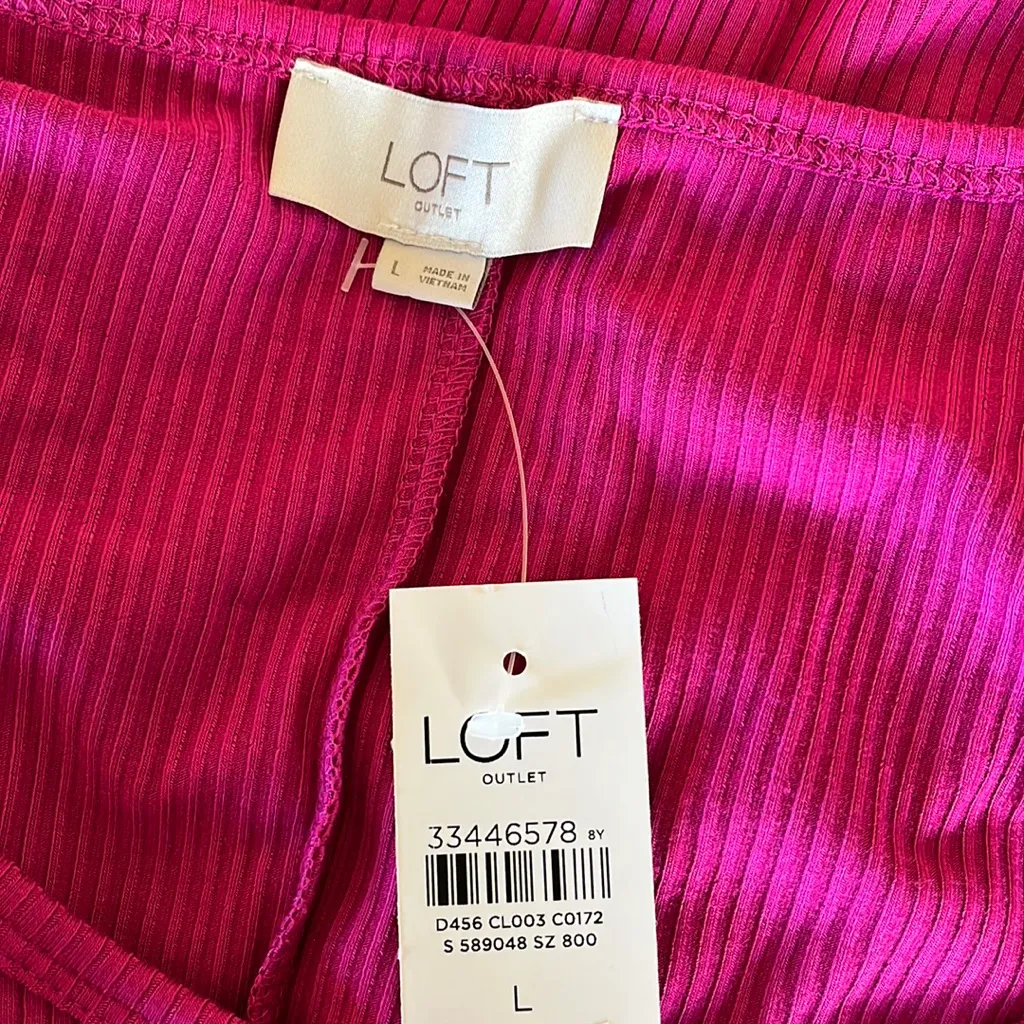 LOFT
OUTLET
L
MADE IN
VIETNAM
LOFT
OUTLET
33446578 8Y
D456 CL003 C0172
S 589048 SZ 800
L